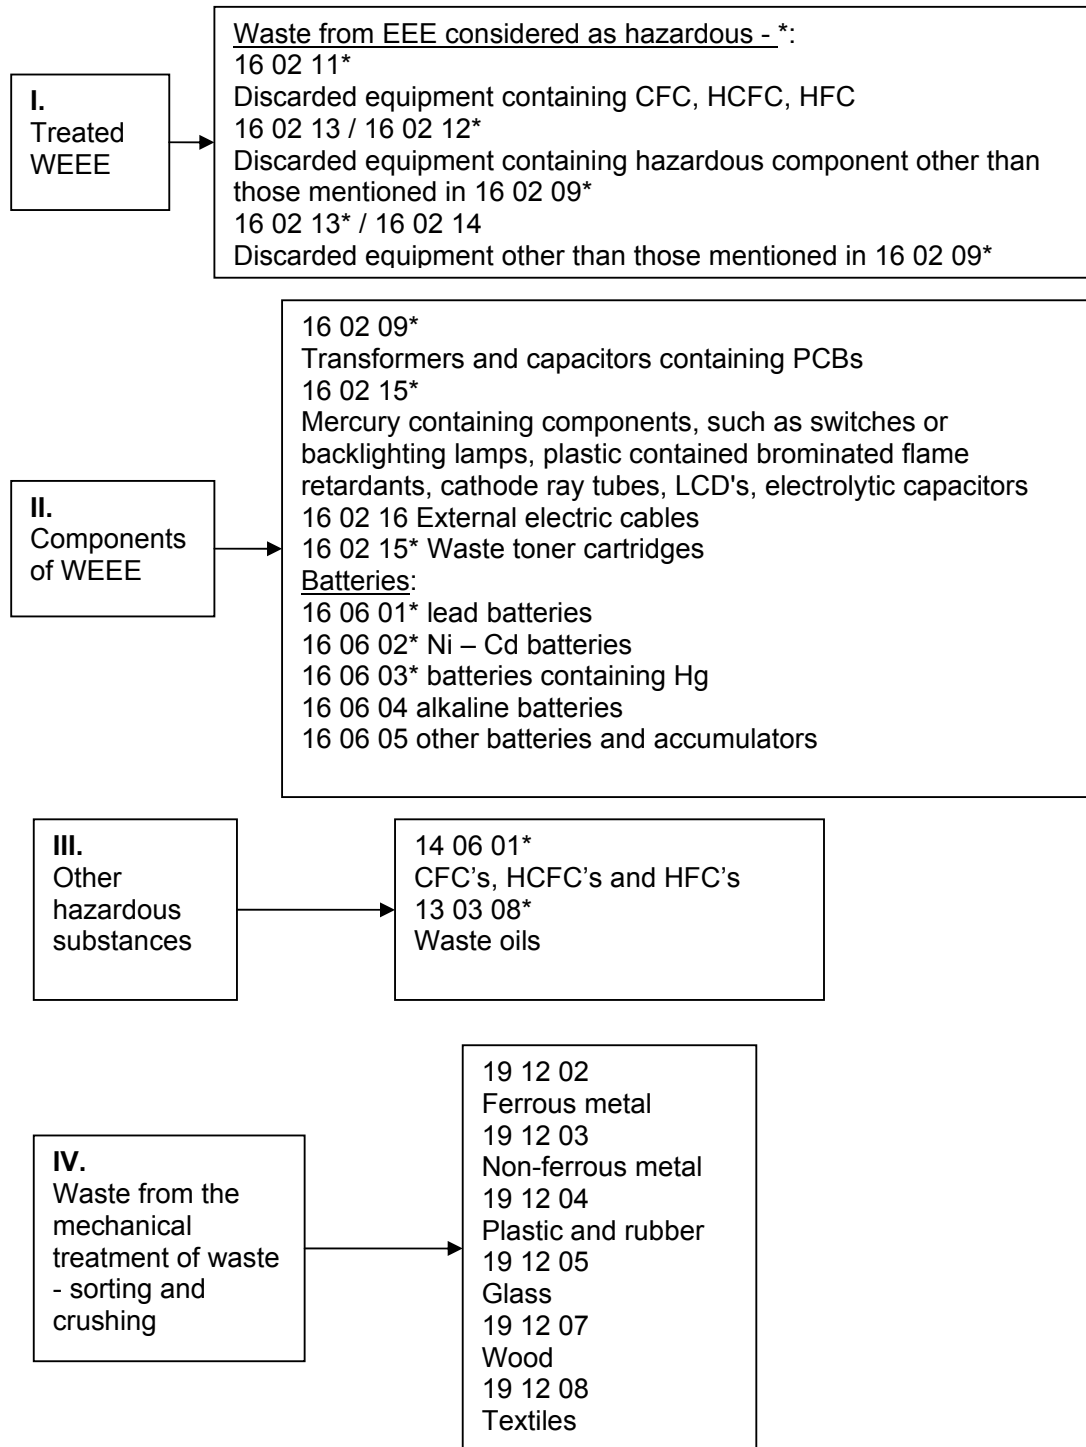 I.
Treated
WEEE
Waste from EEE considered as hazardous - *:
16 02 11*
Discarded equipment containing CFC, HCFC, HFC
16 02 13 / 16 02 12*
Discarded equipment containing hazardous component other than
those mentioned in 16 02 09*
16 02 13* / 16 02 14
Discarded equipment other than those mentioned in 16 02 09*
II.
Components
of WEEE
16 02 09*
Transformers and capacitors containing PCBs
16 02 15*
Mercury containing components, such as switches or
backlighting lamps, plastic contained brominated flame
retardants, cathode ray tubes, LCD's, electrolytic capacitors
16 02 16 External electric cables
16 02 15* Waste toner cartridges
Batteries:
16 06 01* lead batteries
16 06 02* Ni – Cd batteries
16 06 03* batteries containing Hg
16 06 04 alkaline batteries
16 06 05 other batteries and accumulators
III.
Other
hazardous
substances
14 06 01*
CFC’s, HCFC’s and HFC’s
13 03 08*
Waste oils
IV.
Waste from the
mechanical
treatment of waste
- sorting and
crushing
19 12 02
Ferrous metal
19 12 03
Non-ferrous metal
19 12 04
Plastic and rubber
19 12 05
Glass
19 12 07
Wood
19 12 08
Textiles